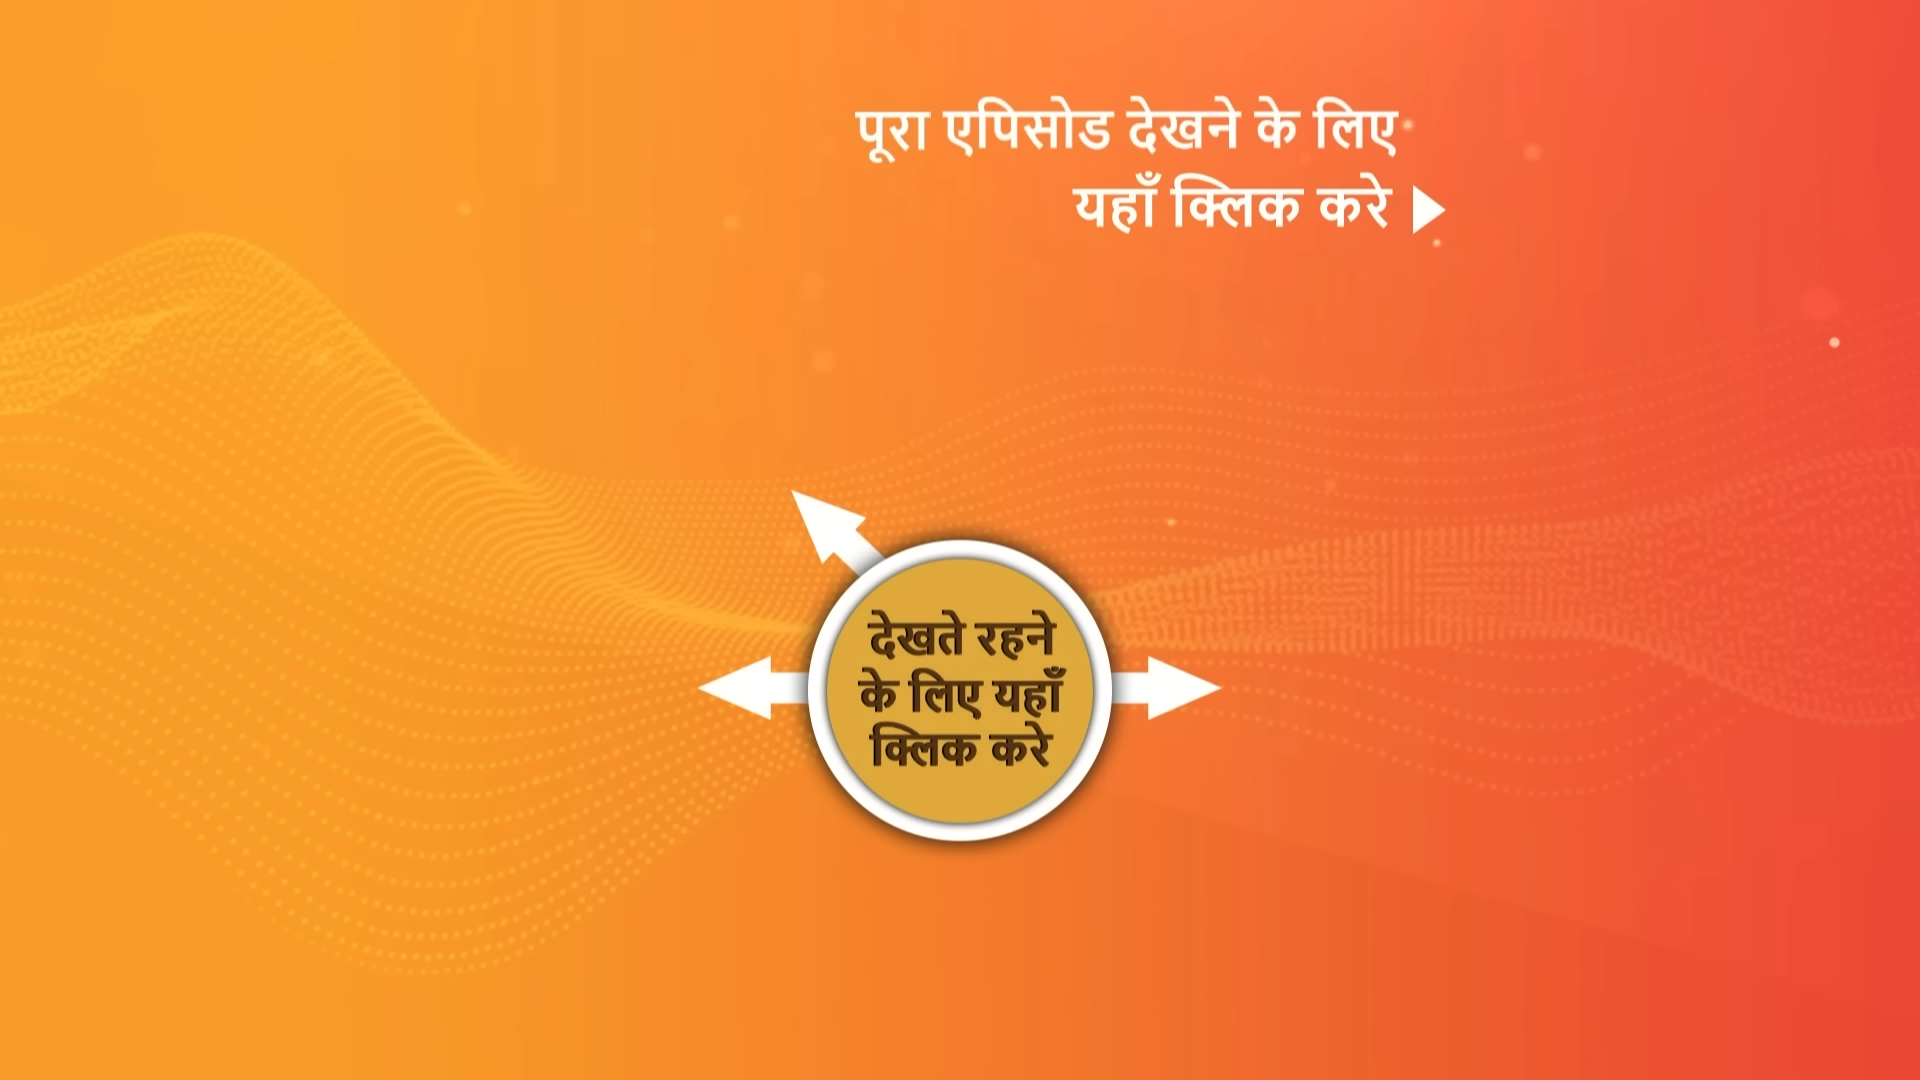 पूरा एपिसोड देखने के लिए
यहाँ क्लिक करे
देखते रहने
के लिए यहाँ
क्लिक करे